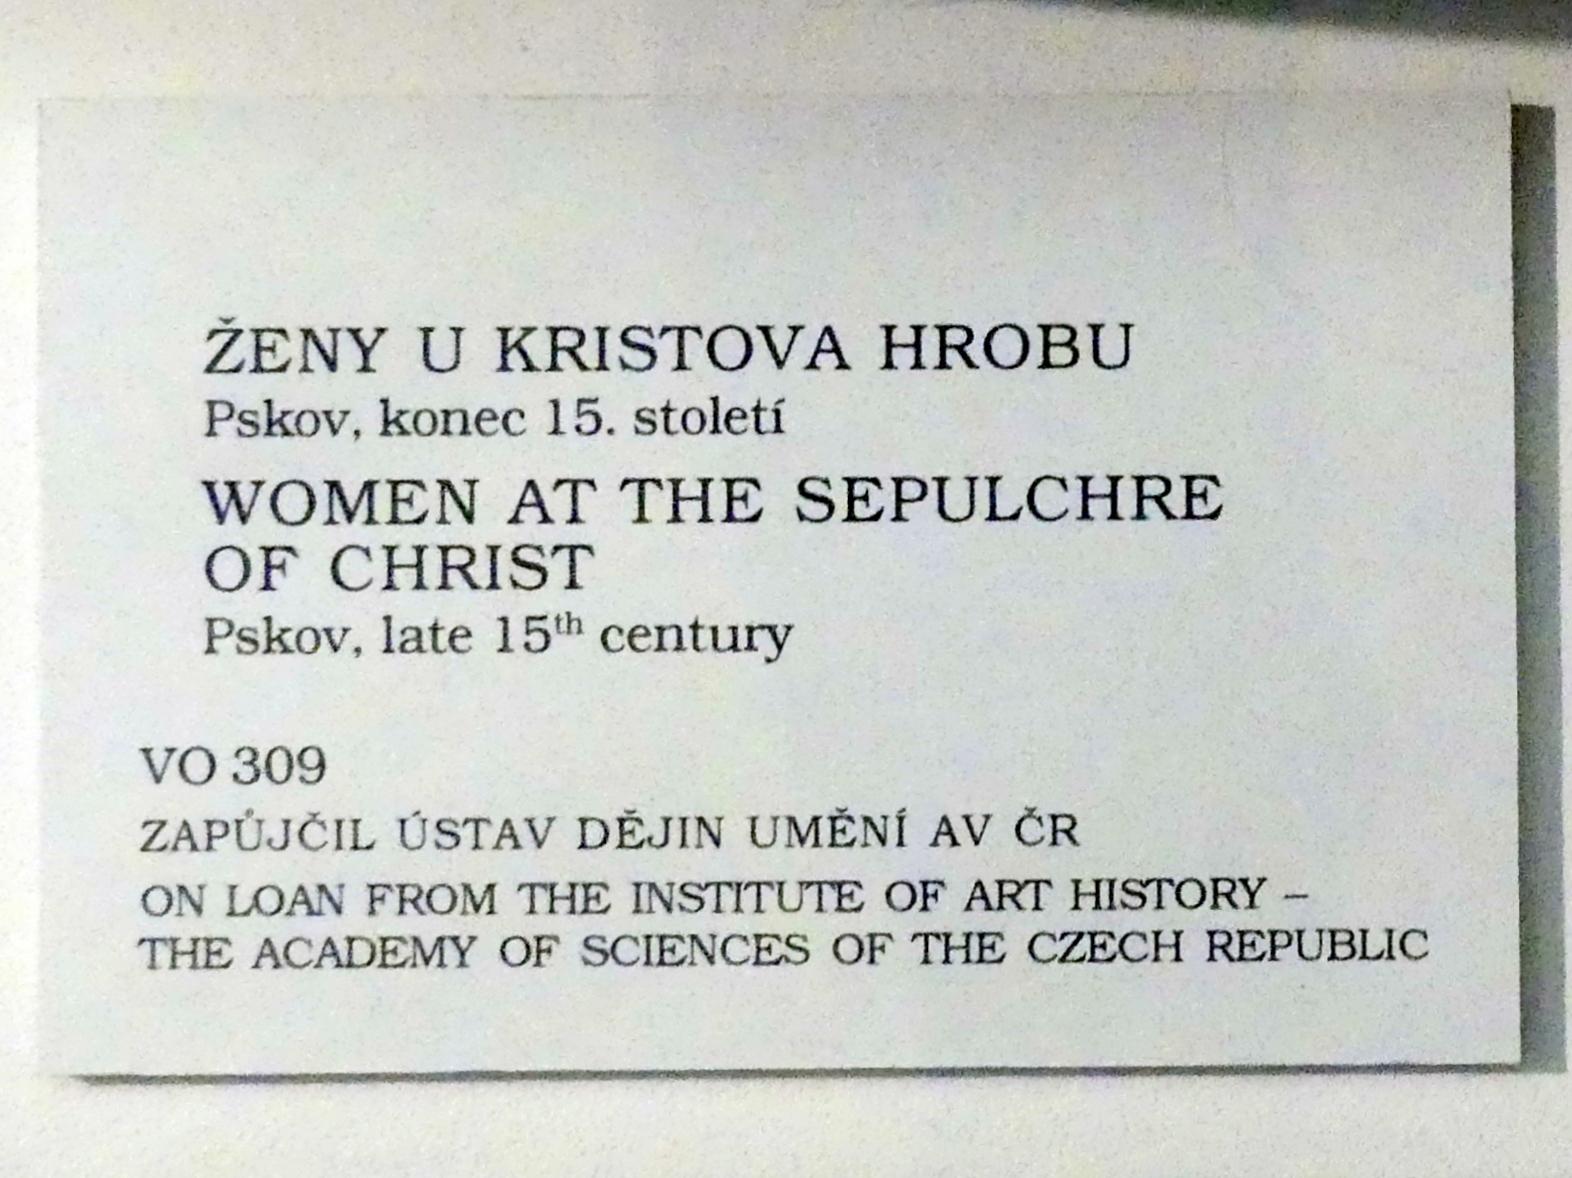 ŽENY U KRISTOVA HROBU
Pskov, konec 15. století
WOMEN AT THE SEPULCHRE
OF CHRIST
Pskov, late 15th century
VO 309
ZAPŮJČIL ÚSTAV DĚJIN UMĚNÍ AV ČR
ON LOAN FROM THE INSTITUTE OF ART HISTORY –
THE ACADEMY OF SCIENCES OF THE CZECH REPUBLIC